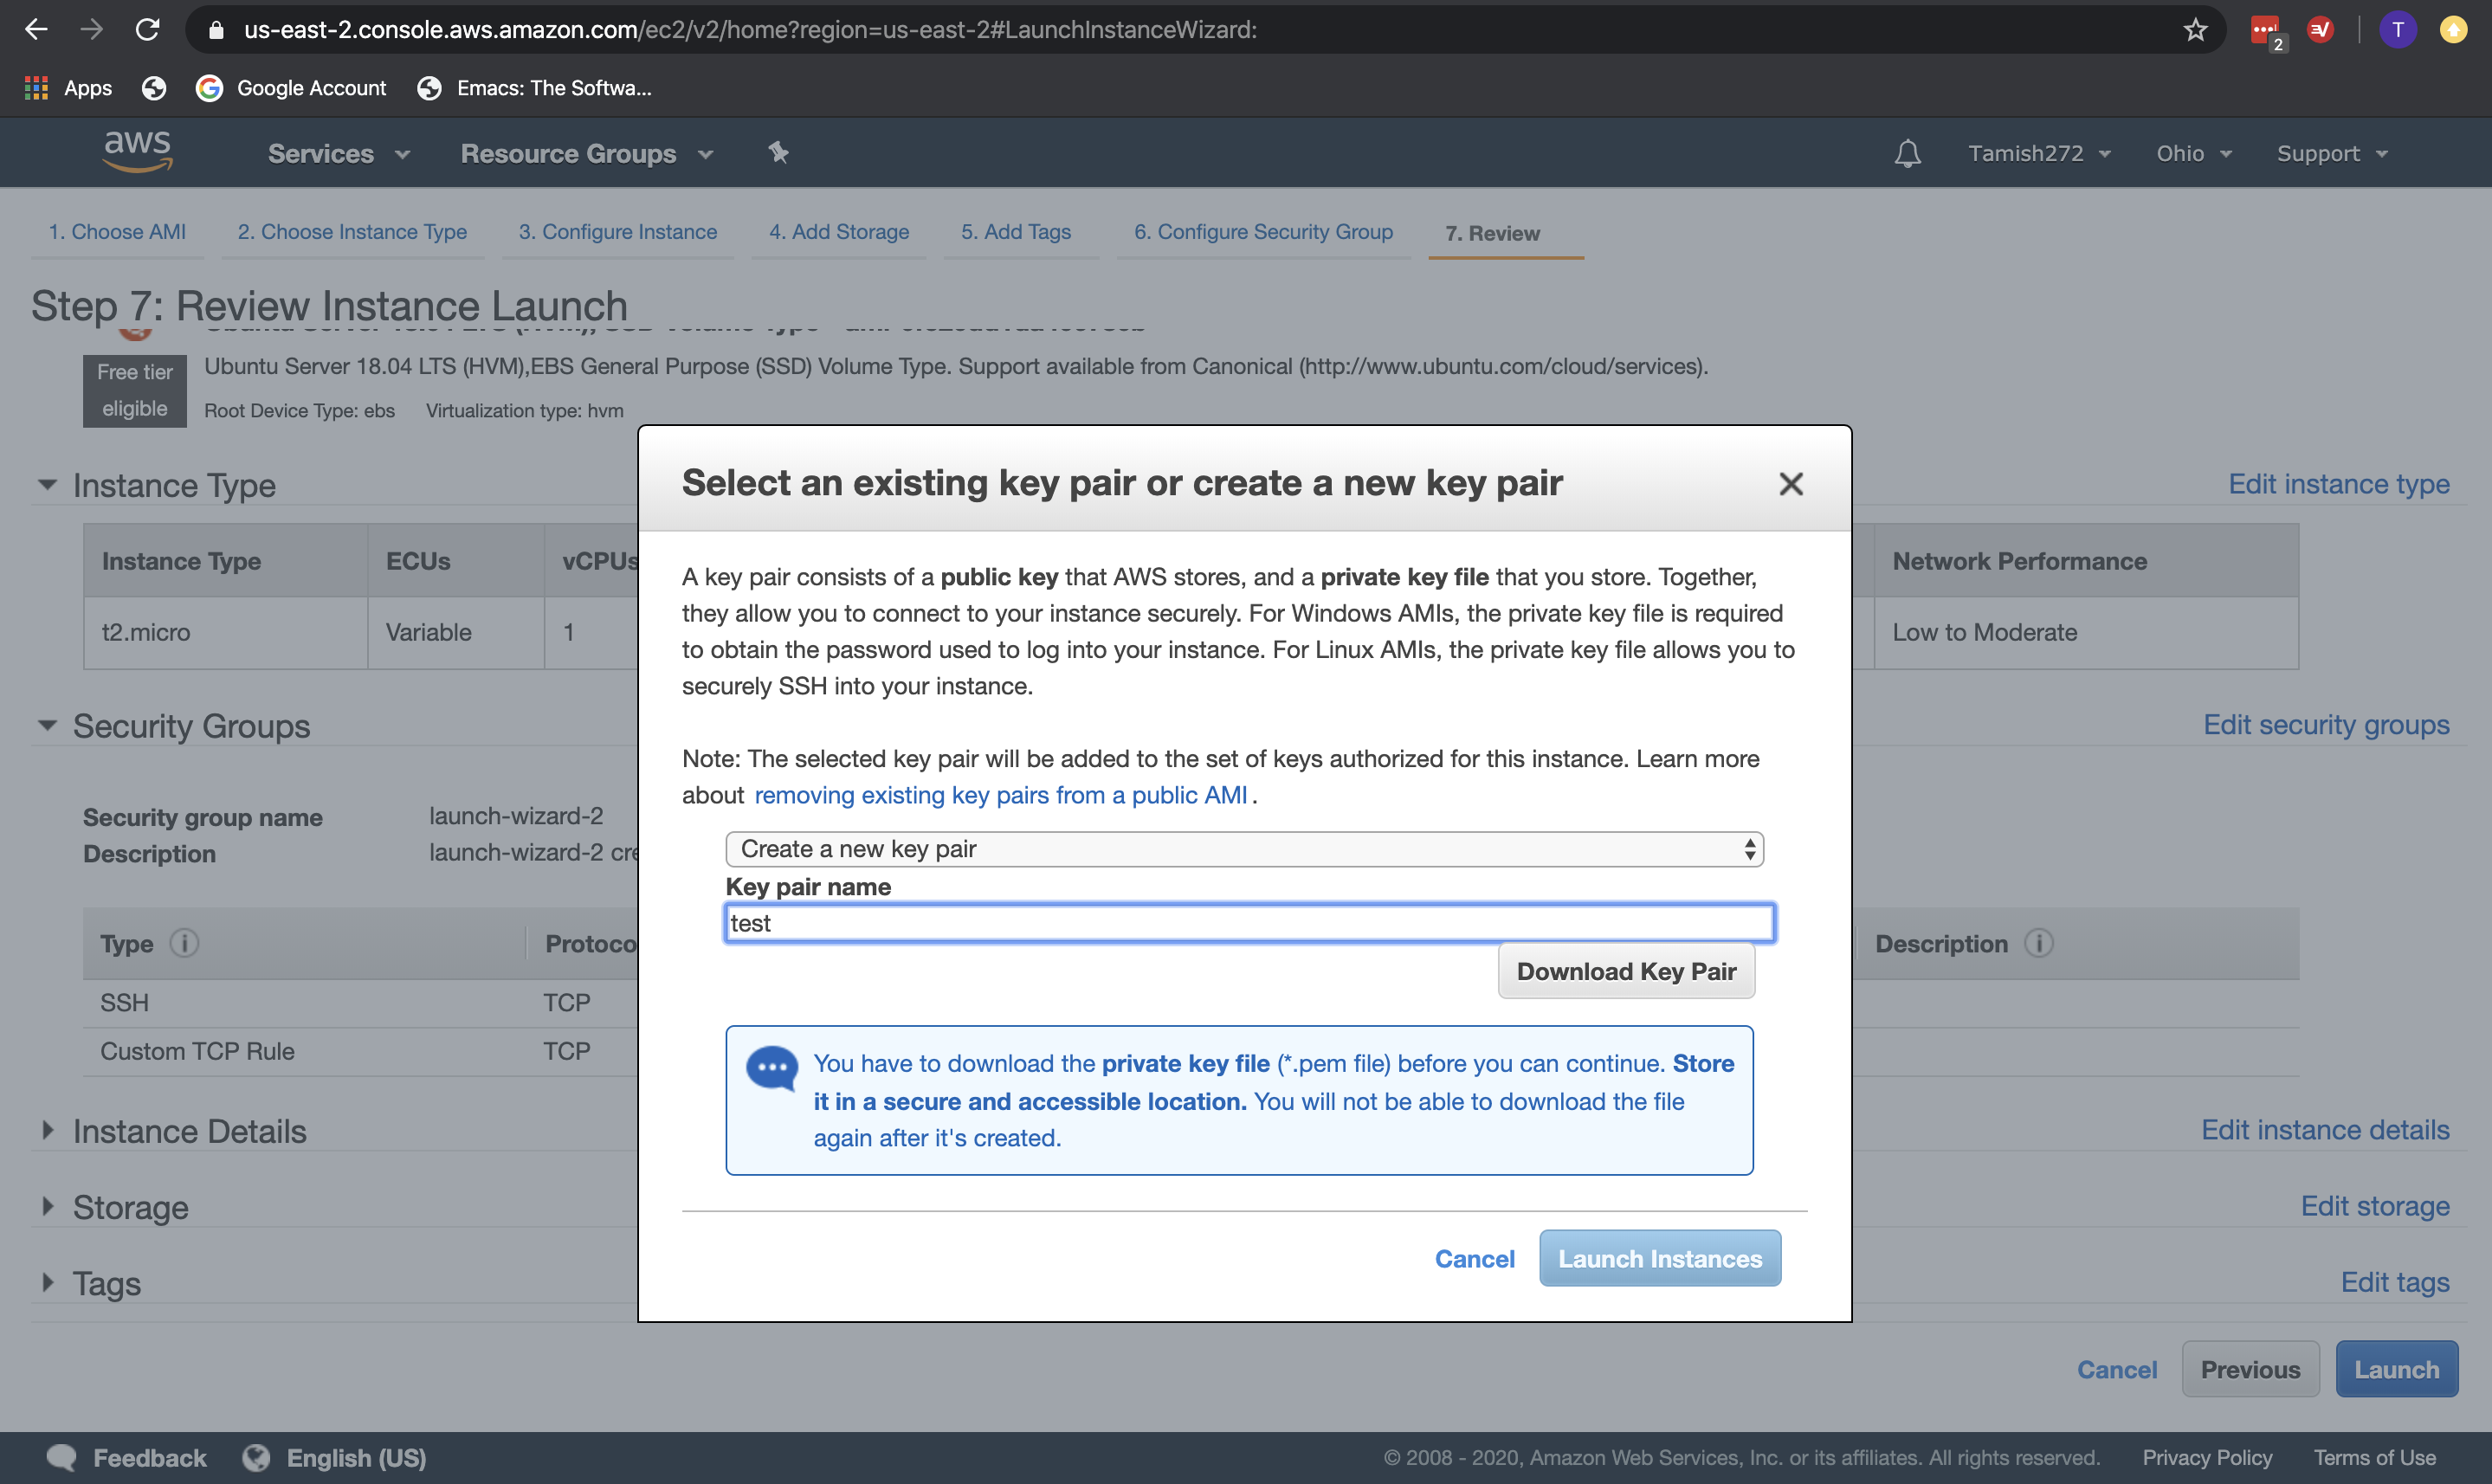 us-east-2.console.aws.amazon.com/ec2/v2/home?region=us-east-2#LaunchInstanceWizard:
2
T
Apps
Google Account
Emacs: The Softwa...
aws
Services
Resource Groups
Tamish272
Ohio
Support
1. Choose AMI
2. Choose Instance Type
3. Configure Instance
4. Add Storage
5. Add Tags
6. Configure Security Group
7. Review
Step 7: Review Instance Launch
Free tier
eligible
Ubuntu Server 18.04 LTS (HVM),EBS General Purpose (SSD) Volume Type. Support available from Canonical (http://www.ubuntu.com/cloud/services).
Root Device Type: ebs Virtualization type: hvm
Instance Type
Edit instance type
Instance Type ECUs vCPUs
Network Performance
t2.micro Variable 1
Low to Moderate
Security Groups
Edit security groups
Security group name launch-wizard-2
Description launch-wizard-2 cre
Type Protoco
Description
SSH TCP
Custom TCP Rule TCP
Instance Details
Edit instance details
Storage
Edit storage
Tags
Edit tags
Select an existing key pair or create a new key pair
A key pair consists of a public key that AWS stores, and a private key file that you store. Together,
they allow you to connect to your instance securely. For Windows AMIs, the private key file is required
to obtain the password used to log into your instance. For Linux AMIs, the private key file allows you to
securely SSH into your instance.
Note: The selected key pair will be added to the set of keys authorized for this instance. Learn more
about removing existing key pairs from a public AMI .
Create a new key pair
Key pair name
test
Download Key Pair
You have to download the private key file (*.pem file) before you can continue. Store
it in a secure and accessible location. You will not be able to download the file
again after it's created.
Cancel
Launch Instances
Cancel
Previous
Launch
Feedback
English (US)
© 2008 - 2020, Amazon Web Services, Inc. or its affiliates. All rights reserved.
Privacy Policy
Terms of Use